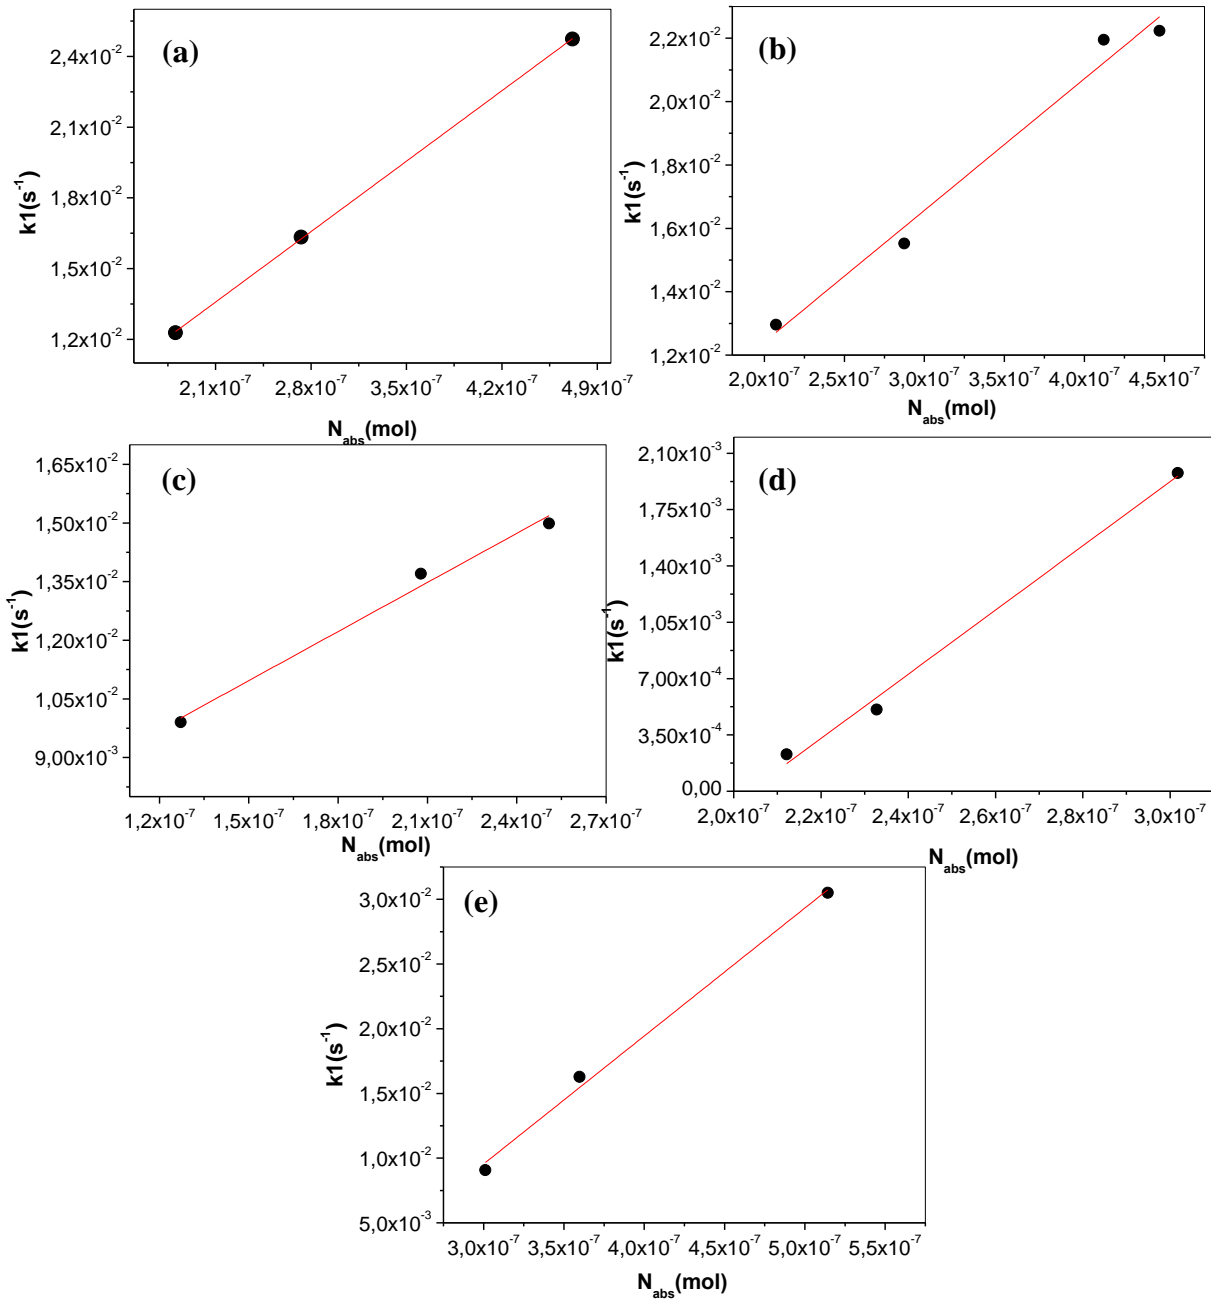 (a)
2,4x10⁻²
2,1x10⁻²
1,8x10⁻²
1,5x10⁻²
1,2x10⁻²
k1(s⁻¹)
2,1x10⁻⁷ 2,8x10⁻⁷ 3,5x10⁻⁷ 4,2x10⁻⁷ 4,9x10⁻⁷
N_abs(mol)
(b)
2,2x10⁻²
2,0x10⁻²
1,8x10⁻²
1,6x10⁻²
1,4x10⁻²
1,2x10⁻²
k1(s⁻¹)
2,0x10⁻⁷ 2,5x10⁻⁷ 3,0x10⁻⁷ 3,5x10⁻⁷ 4,0x10⁻⁷ 4,5x10⁻⁷
N_abs(mol)
(c)
1,65x10⁻²
1,50x10⁻²
1,35x10⁻²
1,20x10⁻²
1,05x10⁻²
9,00x10⁻³
k1(s⁻¹)
1,2x10⁻⁷ 1,5x10⁻⁷ 1,8x10⁻⁷ 2,1x10⁻⁷ 2,4x10⁻⁷ 2,7x10⁻⁷
N_abs(mol)
(d)
2,10x10⁻³
1,75x10⁻³
1,40x10⁻³
1,05x10⁻³
7,00x10⁻⁴
3,50x10⁻⁴
0,00
k1(s⁻¹)
2,0x10⁻⁷ 2,2x10⁻⁷ 2,4x10⁻⁷ 2,6x10⁻⁷ 2,8x10⁻⁷ 3,0x10⁻⁷
N_abs(mol)
(e)
3,0x10⁻²
2,5x10⁻²
2,0x10⁻²
1,5x10⁻²
1,0x10⁻²
5,0x10⁻³
k1(s⁻¹)
3,0x10⁻⁷ 3,5x10⁻⁷ 4,0x10⁻⁷ 4,5x10⁻⁷ 5,0x10⁻⁷ 5,5x10⁻⁷
N_abs(mol)